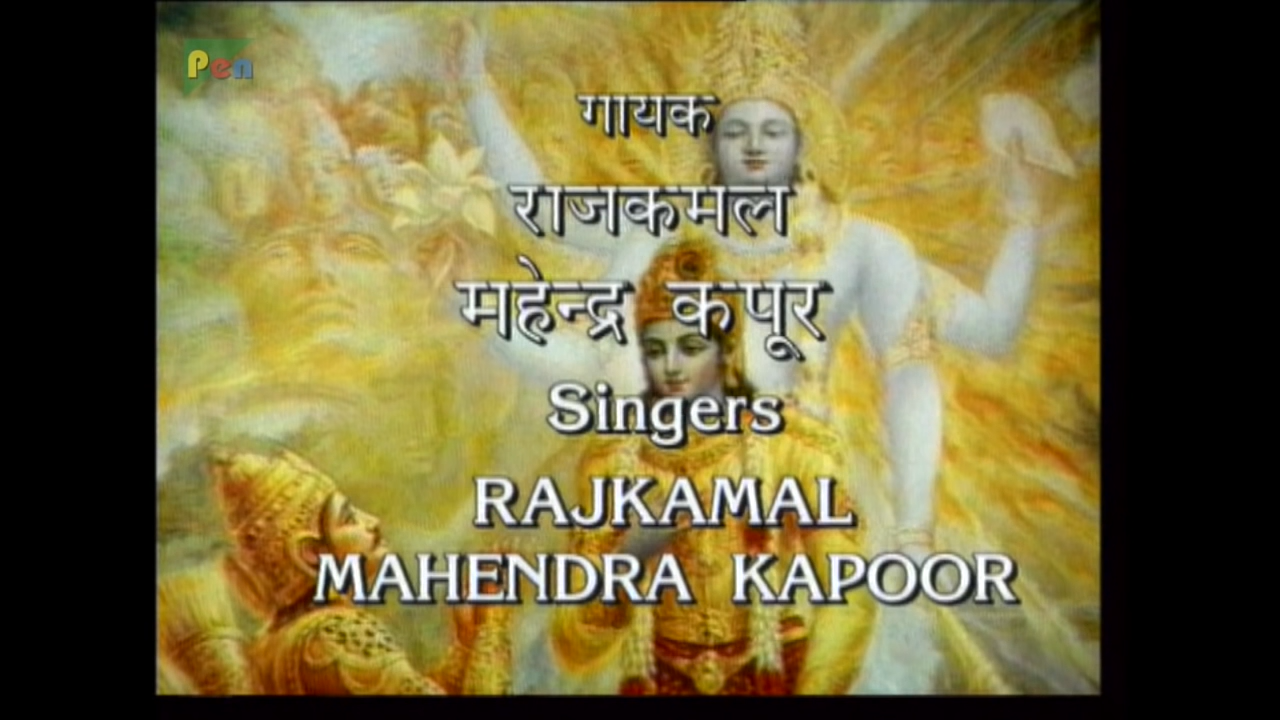 Pen
गायक
राजकमल
महेन्द्र कपूर
Singers
RAJKAMAL
MAHENDRA KAPOOR